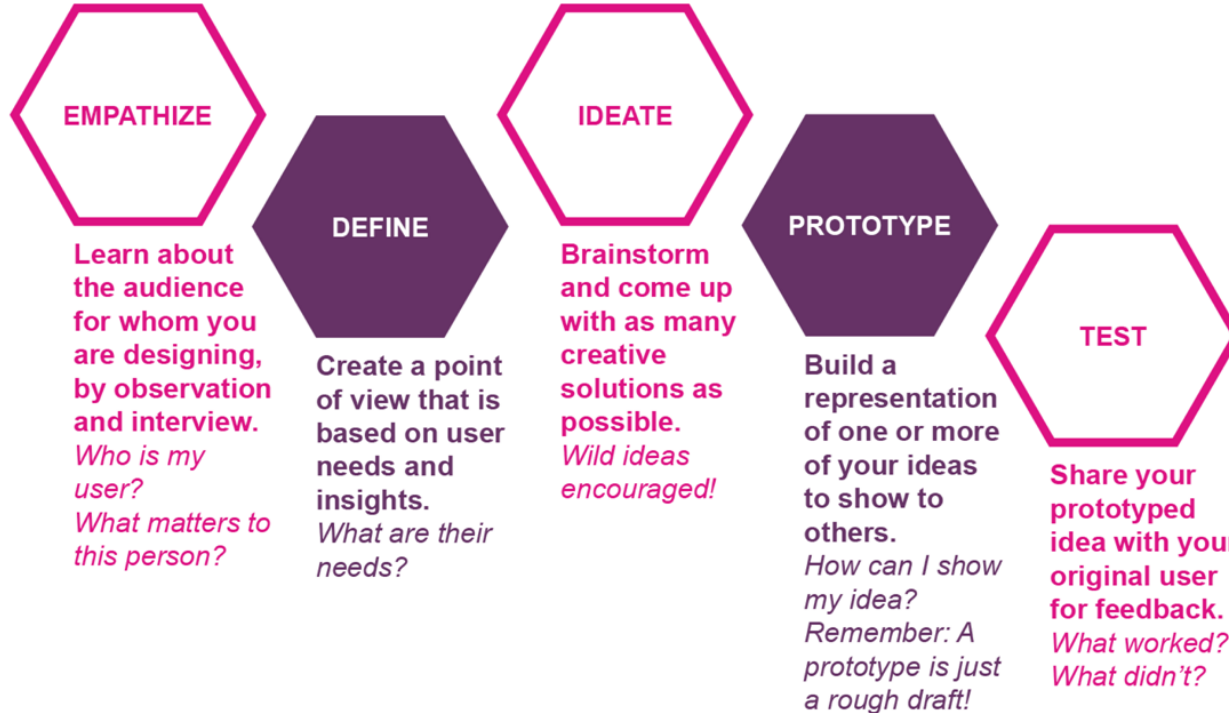 EMPATHIZE
Learn about
the audience
for whom you
are designing,
by observation
and interview.
Who is my
user?
What matters to
this person?
DEFINE
Create a point
of view that is
based on user
needs and
insights.
What are their
needs?
IDEATE
Brainstorm
and come up
with as many
creative
solutions as
possible.
Wild ideas
encouraged!
PROTOTYPE
Build a
representation
of one or more
of your ideas
to show to
others.
How can I show
my idea?
Remember: A
prototype is just
a rough draft!
TEST
Share your
prototyped
idea with your
original user
for feedback.
What worked?
What didn't?